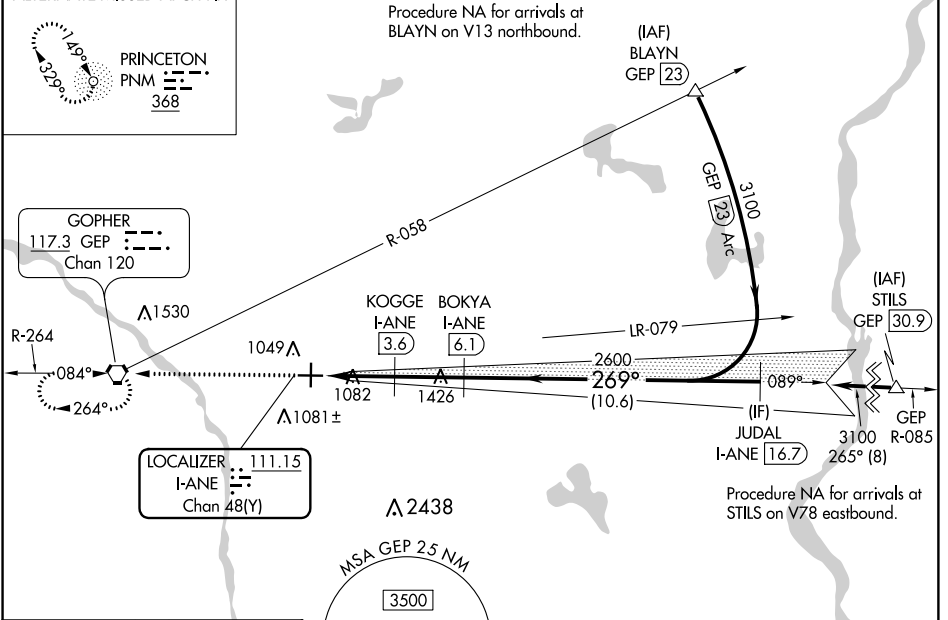 Procedure NA for arrivals at
BLAYN on V13 northbound.
149°
329°
PRINCETON
PNM
368
(IAF)
BLAYN
GEP 23
3100
GEP 23 Arc
R-058
GOPHER
117.3 GEP
Chan 120
R-264
084°
264°
1530
1049
1081±
KOGGE
I-ANE
3.6
BOKYA
I-ANE
6.1
LR-079
2600
269°
089°
(10.6)
1082
1426
(IF)
JUDAL
I-ANE 16.7
(IAF)
STILS
GEP 30.9
GEP
R-085
3100
265° (8)
LOCALIZER 111.15
I-ANE
Chan 48(Y)
2438
Procedure NA for arrivals at
STILS on V78 eastbound.
MSA GEP 25 NM
3500